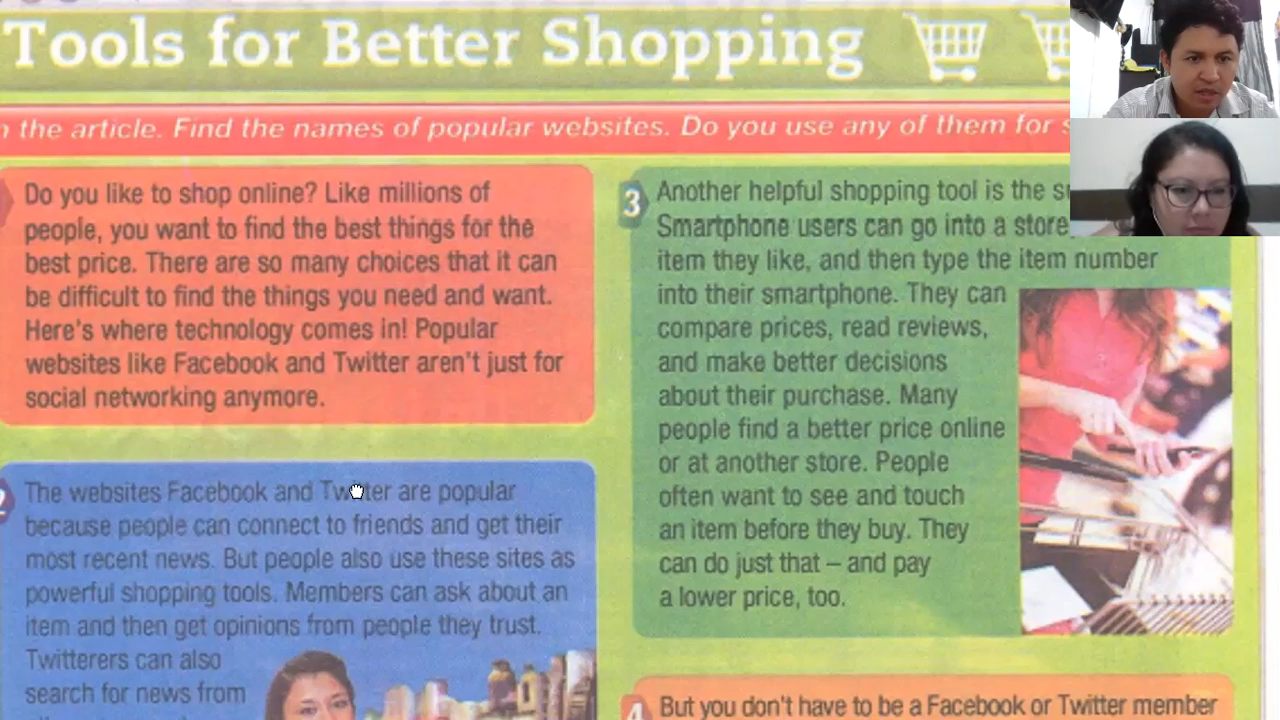 Tools for Better Shopping
the article. Find the names of popular websites. Do you use any of them for
Do you like to shop online? Like millions of
people, you want to find the best things for the
best price. There are so many choices that it can
be difficult to find the things you need and want.
Here's where technology comes in! Popular
websites like Facebook and Twitter aren't just for
social networking anymore.
2
The websites Facebook and Twitter are popular
because people can connect to friends and get their
most recent news. But people also use these sites as
powerful shopping tools. Members can ask about an
item and then get opinions from people they trust.
Twitterers can also
search for news from
3
Another helpful shopping tool is the
Smartphone users can go into a store,
item they like, and then type the item number
into their smartphone. They can
compare prices, read reviews,
and make better decisions
about their purchase. Many
people find a better price online
or at another store. People
often want to see and touch
an item before they buy. They
can do just that – and pay
a lower price, too.
4
But you don't have to be a Facebook or Twitter member